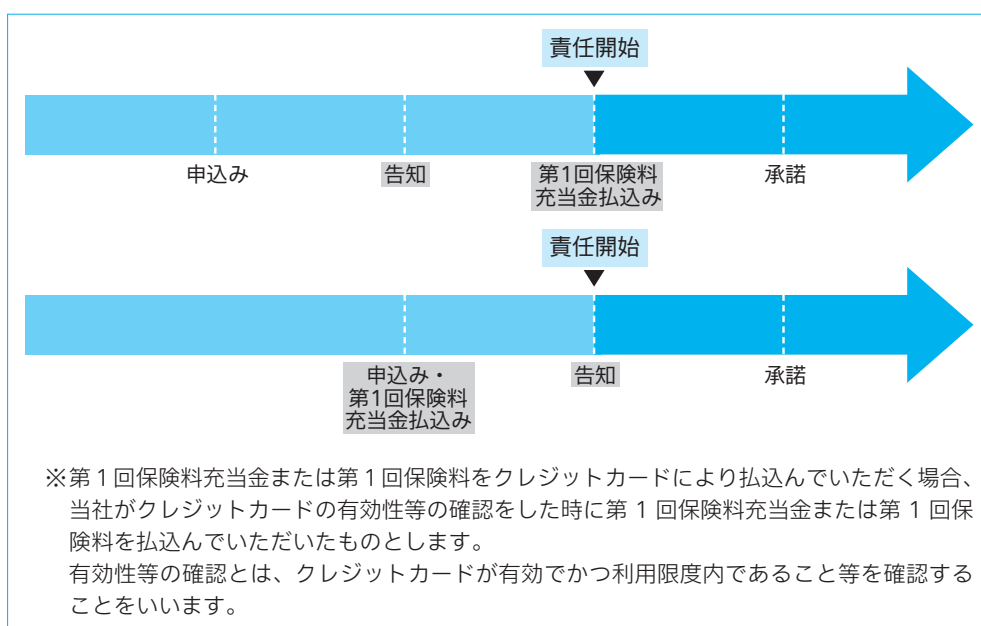 責任開始
申込み
告知
第1回保険料
充当金払込み
承諾
責任開始
申込み・
第1回保険料
充当金払込み
告知
承諾
※第1回保険料充当金または第1回保険料をクレジットカードにより払込んでいただく場合、
当社がクレジットカードの有効性等の確認をした時に第 1 回保険料充当金または第 1 回保
険料を払込んでいただいたものとします。
有効性等の確認とは、クレジットカードが有効でかつ利用限度内であること等を確認する
ことをいいます。